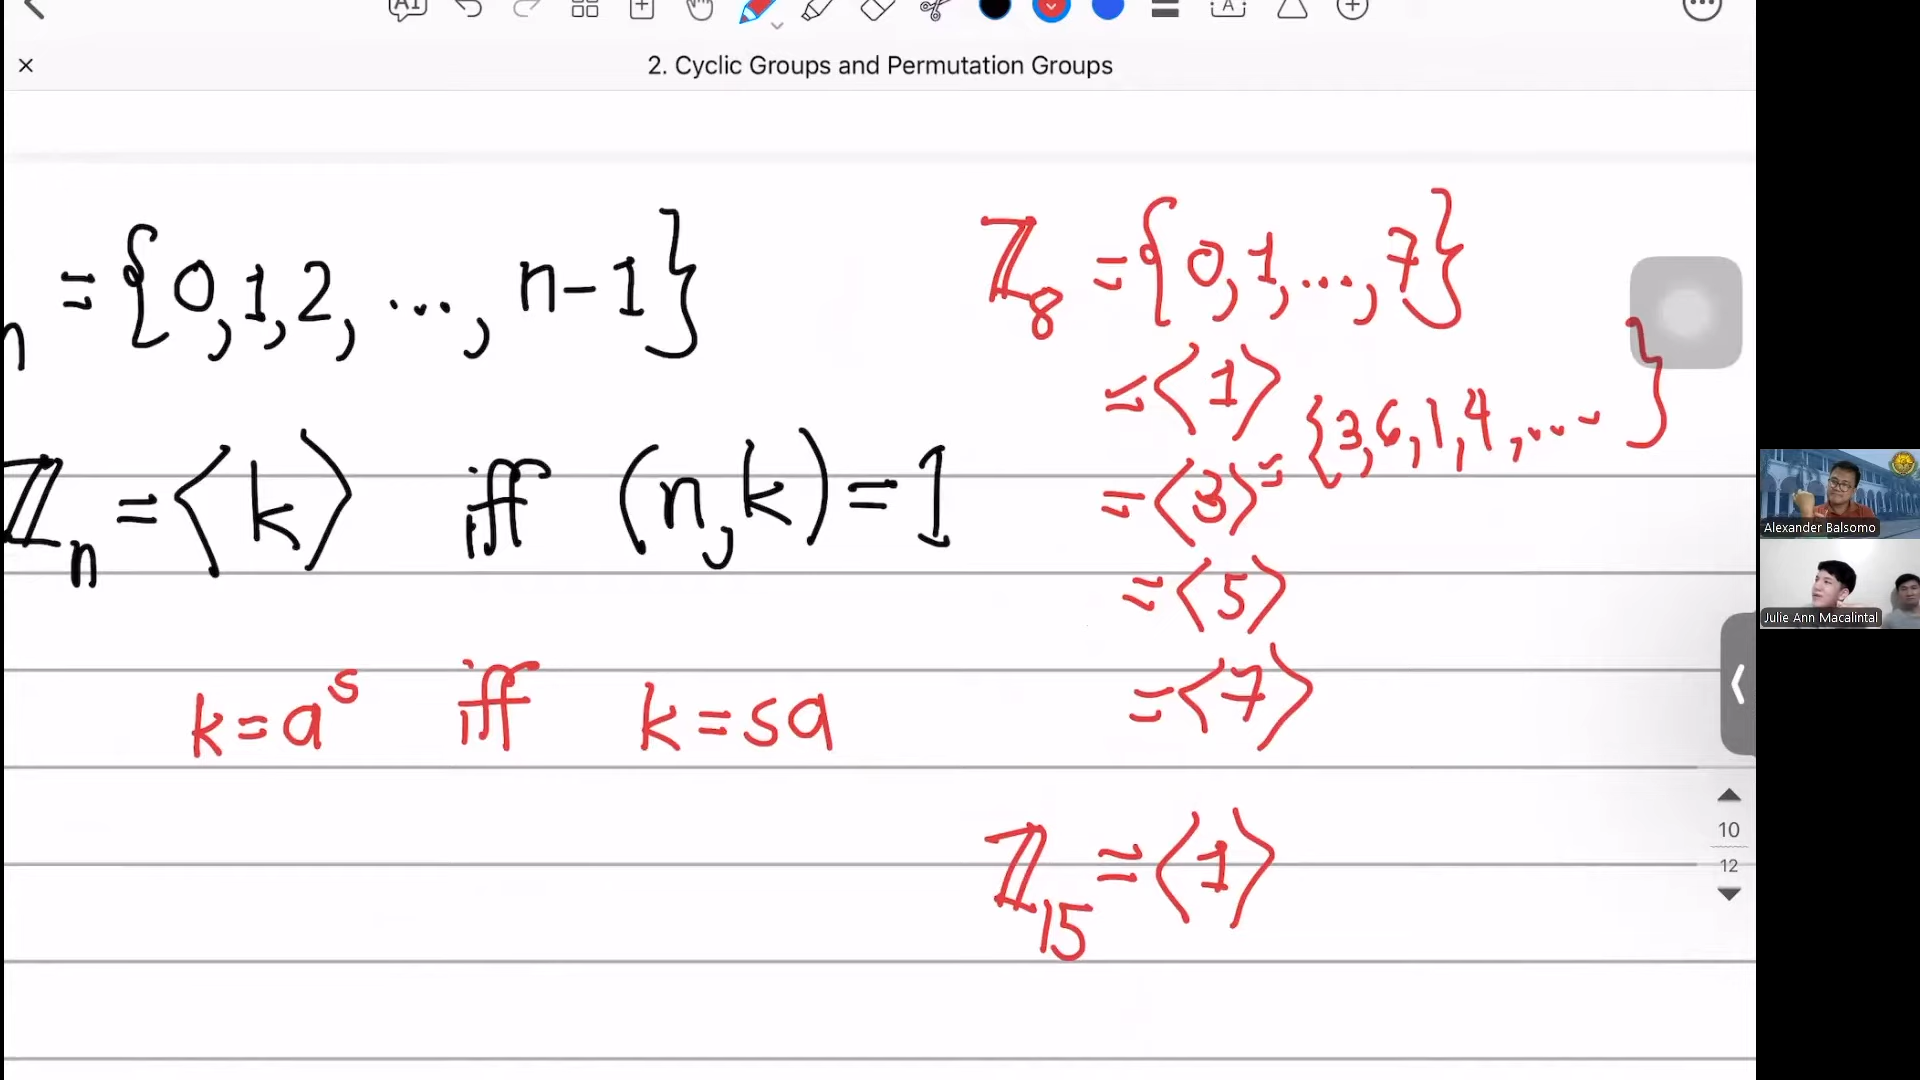 AI
A
2. Cyclic Groups and Permutation Groups
n = {0, 1, 2, ..., n-1}
ℤn = ⟨k⟩ iff (n, k) = 1
k = a^s iff k = sa
ℤ8 = {0, 1, ..., 7}
= ⟨1⟩
= ⟨3⟩ = {3, 6, 1, 4, ... }
= ⟨5⟩
= ⟨7⟩
ℤ15 = ⟨1⟩
Alexander Balsomo
Julie Ann Macalintal
10
12